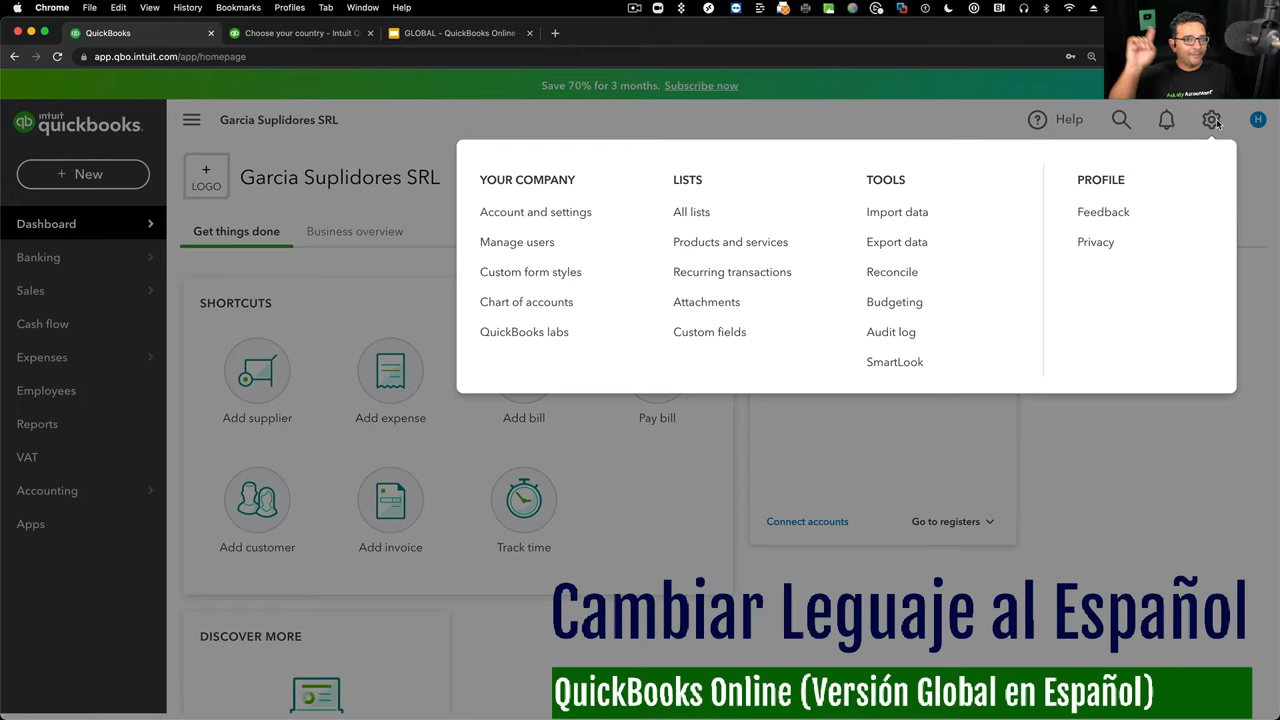 Chrome File Edit View History Bookmarks Profiles Tab Window Help
QuickBooks
Choose your country - Intuit Q
GLOBAL - QuickBooks Online
app.qbo.intuit.com/app/homepage
Save 70% for 3 months. Subscribe now
intuit quickbooks.
Garcia Suplidores SRL
Help
H
+ New
+ LOGO
Garcia Suplidores SRL
Get things done
Business overview
Dashboard
Banking
Sales
Cash flow
Expenses
Employees
Reports
VAT
Accounting
Apps
YOUR COMPANY
Account and settings
Manage users
Custom form styles
Chart of accounts
QuickBooks labs
LISTS
All lists
Products and services
Recurring transactions
Attachments
Custom fields
TOOLS
Import data
Export data
Reconcile
Budgeting
Audit log
SmartLook
PROFILE
Feedback
Privacy
SHORTCUTS
Add supplier
Add expense
Add bill
Pay bill
Add customer
Add invoice
Track time
Connect accounts
Go to registers
DISCOVER MORE
Ask My Accountant
Cambiar Leguaje al Español
QuickBooks Online (Versión Global en Español)